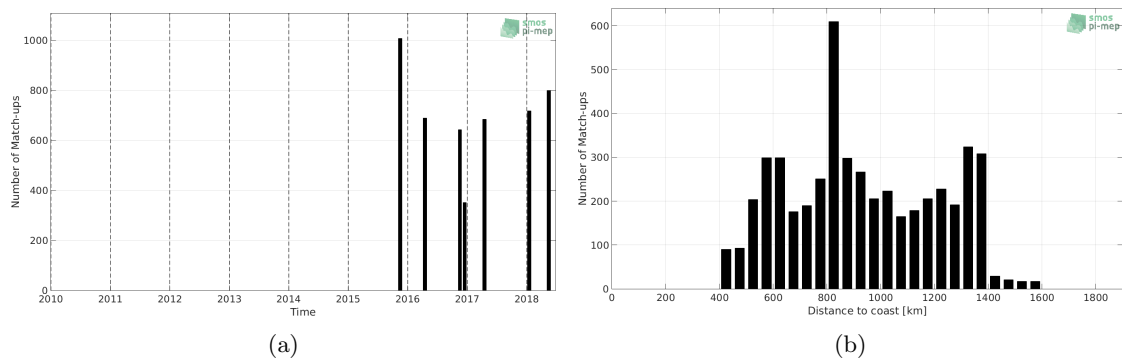 smos
pi-mep
Number of Match-ups
1000
800
600
400
200
0
2010 2011 2012 2013 2014 2015 2016 2017 2018
Time
(a)
smos
pi-mep
Number of Match-ups
600
500
400
300
200
100
0
0 200 400 600 800 1000 1200 1400 1600 1800
Distance to coast [km]
(b)